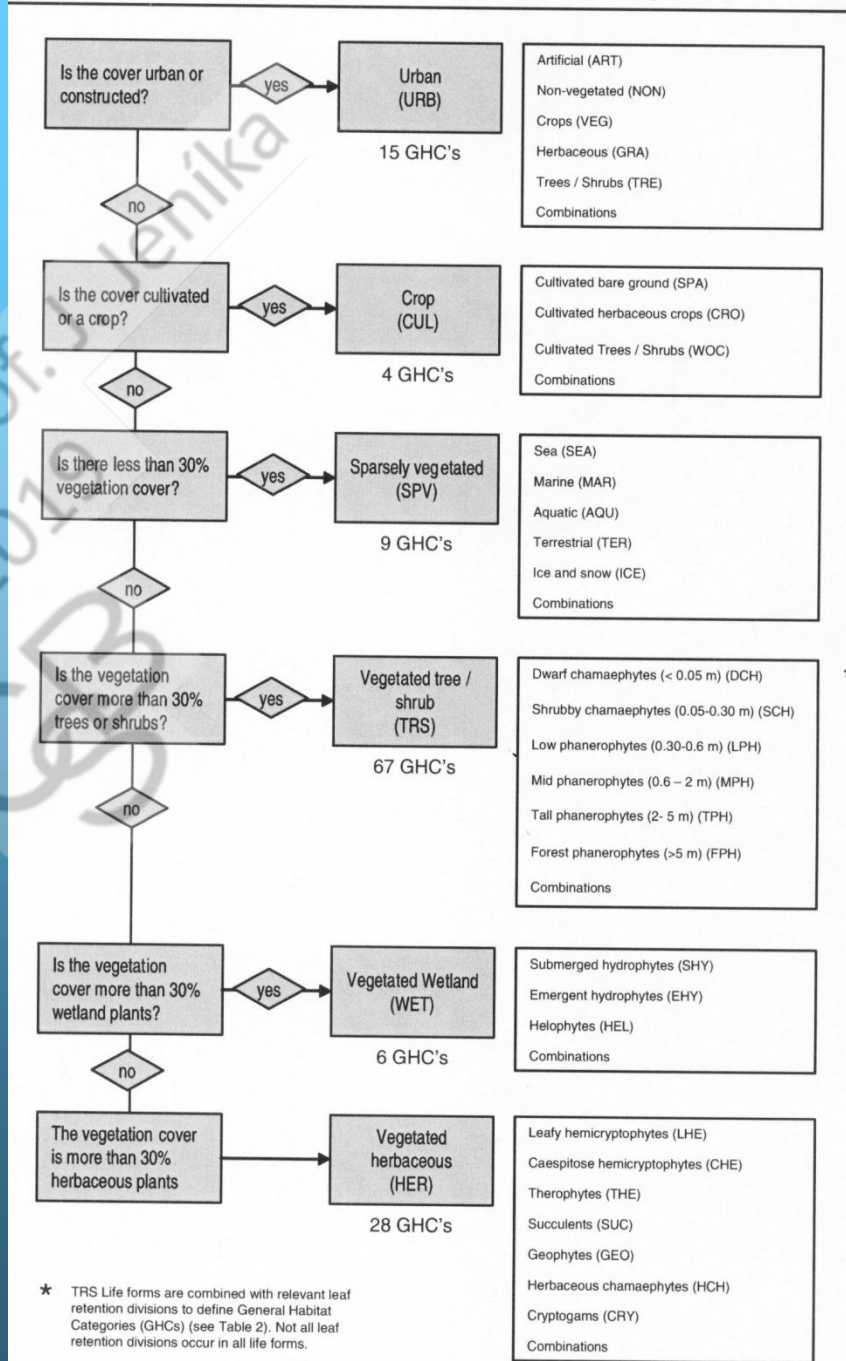 Is the cover urban or
constructed?
yes
Urban
(URB)
15 GHC's
Artificial (ART)
Non-vegetated (NON)
Crops (VEG)
Herbaceous (GRA)
Trees / Shrubs (TRE)
Combinations
no
Is the cover cultivated
or a crop?
yes
Crop
(CUL)
4 GHC's
Cultivated bare ground (SPA)
Cultivated herbaceous crops (CRO)
Cultivated Trees / Shrubs (WOC)
Combinations
no
Is there less than 30%
vegetation cover?
yes
Sparsely vegetated
(SPV)
9 GHC's
Sea (SEA)
Marine (MAR)
Aquatic (AQU)
Terrestrial (TER)
Ice and snow (ICE)
Combinations
no
Is the vegetation
cover more than 30%
trees or shrubs?
yes
Vegetated tree /
shrub
(TRS)
67 GHC's
Dwarf chamaephytes (< 0.05 m) (DCH)
Shrubby chamaephytes (0.05-0.30 m) (SCH)
Low phanerophytes (0.30-0.6 m) (LPH)
Mid phanerophytes (0.6 – 2 m) (MPH)
Tall phanerophytes (2- 5 m) (TPH)
Forest phanerophytes (>5 m) (FPH)
Combinations
no
Is the vegetation
cover more than 30%
wetland plants?
yes
Vegetated Wetland
(WET)
6 GHC's
Submerged hydrophytes (SHY)
Emergent hydrophytes (EHY)
Helophytes (HEL)
Combinations
no
The vegetation cover
is more than 30%
herbaceous plants
Vegetated
herbaceous
(HER)
28 GHC's
Leafy hemicryptophytes (LHE)
Caespitose hemicryptophytes (CHE)
Therophytes (THE)
Succulents (SUC)
Geophytes (GEO)
Herbaceous chamaephytes (HCH)
Cryptogams (CRY)
Combinations
* TRS Life forms are combined with relevant leaf
retention divisions to define General Habitat
Categories (GHCs) (see Table 2). Not all leaf
retention divisions occur in all life forms.
of. J. Jeníka
2019